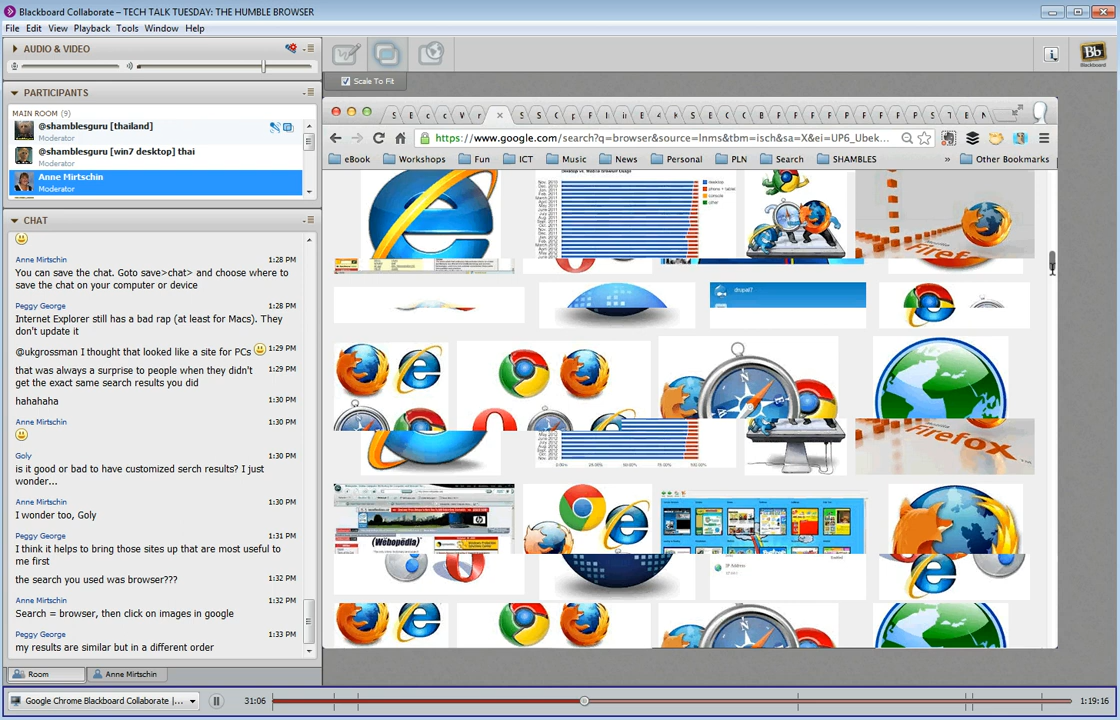 Blackboard Collaborate – TECH TALK TUESDAY: THE HUMBLE BROWSER
File Edit View Playback Tools Window Help
AUDIO & VIDEO
PARTICIPANTS
MAIN ROOM (9)
@shamblesguru [thailand]
Moderator
@shamblesguru [win7 desktop] thai
Moderator
Anne Mirtschin
Moderator
CHAT
Anne Mirtschin 1:28 PM
You can save the chat. Goto save>chat> and choose where to
save the chat on your computer or device
Peggy George 1:28 PM
Internet Explorer still has a bad rap (at least for Macs). They
don't update it
@ukgrossman I thought that looked like a site for PCs 1:29 PM
that was always a surprise to people when they didn't 1:29 PM
get the exact same search results you did
hahahaha 1:30 PM
Anne Mirtschin 1:30 PM
Goly 1:30 PM
is it good or bad to have customized serch results? I just
wonder...
Anne Mirtschin 1:30 PM
I wonder too, Goly
Peggy George 1:31 PM
I think it helps to bring those sites up that are most useful to
me first
the search you used was browser??? 1:32 PM
Anne Mirtschin 1:32 PM
Search = browser, then click on images in google
Peggy George 1:33 PM
my results are similar but in a different order
Room Anne Mirtschin
Scale To Fit
Bb
Blackboard
https://www.google.com/search?q=browser&source=lnms&tbm=isch&sa=X&ei=UP6_Ubek...
eBook Workshops Fun ICT Music News Personal PLN Search SHAMBLES » Other Bookmarks
drupal7
Firefox
(Webopedia)
IP Address
Google Chrome Blackboard Collaborate |... 31:06 1:19:16